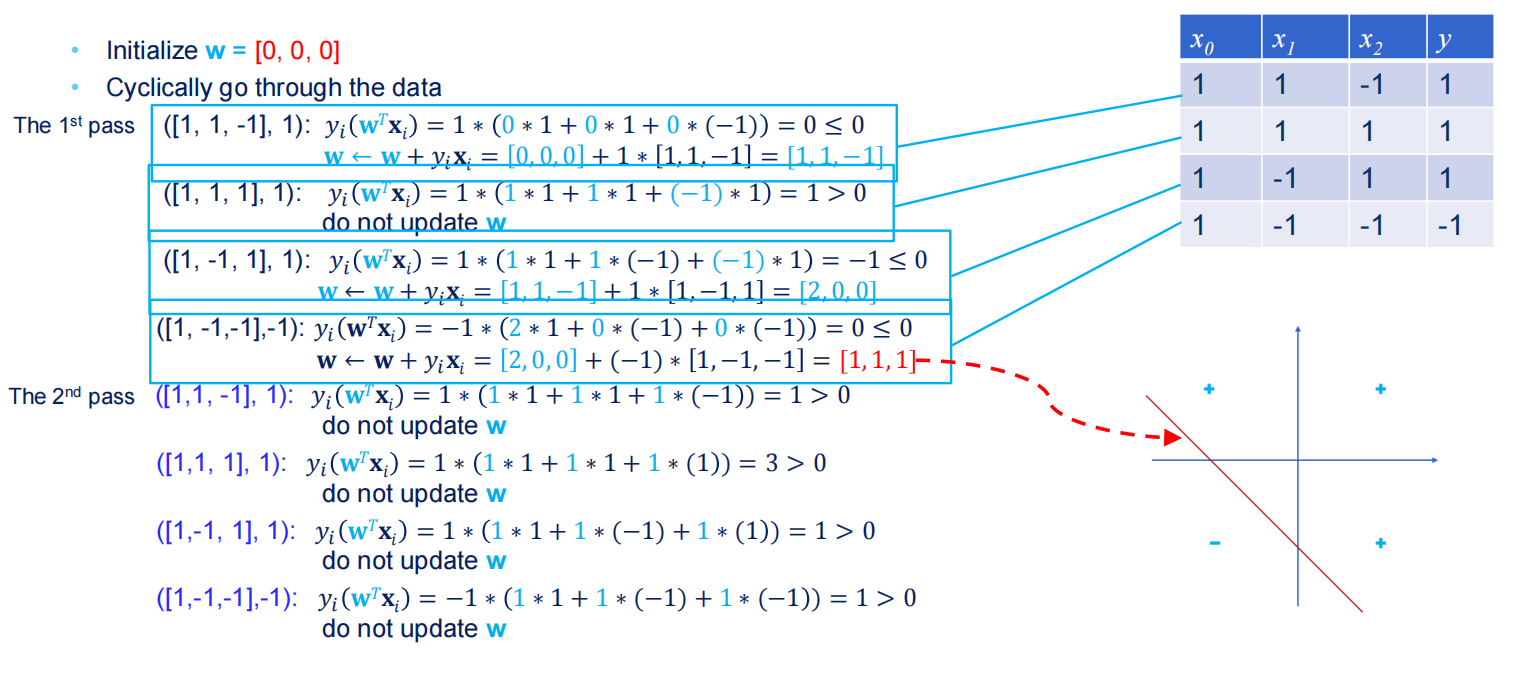 • Initialize w = [0, 0, 0]
• Cyclically go through the data
The 1st pass ([1, 1, -1], 1): yᵢ(wᵀxᵢ) = 1 ∗ (0 ∗ 1 + 0 ∗ 1 + 0 ∗ (−1)) = 0 ≤ 0
w ← w + yᵢxᵢ = [0, 0, 0] + 1 ∗ [1, 1, −1] = [1, 1, −1]
([1, 1, 1], 1): yᵢ(wᵀxᵢ) = 1 ∗ (1 ∗ 1 + 1 ∗ 1 + (−1) ∗ 1) = 1 > 0
do not update w
([1, -1, 1], 1): yᵢ(wᵀxᵢ) = 1 ∗ (1 ∗ 1 + 1 ∗ (−1) + (−1) ∗ 1) = −1 ≤ 0
w ← w + yᵢxᵢ = [1, 1, −1] + 1 ∗ [1, −1, 1] = [2, 0, 0]
([1, -1,-1],-1): yᵢ(wᵀxᵢ) = −1 ∗ (2 ∗ 1 + 0 ∗ (−1) + 0 ∗ (−1)) = 0 ≤ 0
w ← w + yᵢxᵢ = [2, 0, 0] + (−1) ∗ [1, −1, −1] = [1, 1, 1]
The 2nd pass ([1,1, -1], 1): yᵢ(wᵀxᵢ) = 1 ∗ (1 ∗ 1 + 1 ∗ 1 + 1 ∗ (−1)) = 1 > 0
do not update w
([1,1, 1], 1): yᵢ(wᵀxᵢ) = 1 ∗ (1 ∗ 1 + 1 ∗ 1 + 1 ∗ (1)) = 3 > 0
do not update w
([1,-1, 1], 1): yᵢ(wᵀxᵢ) = 1 ∗ (1 ∗ 1 + 1 ∗ (−1) + 1 ∗ (1)) = 1 > 0
do not update w
([1,-1,-1],-1): yᵢ(wᵀxᵢ) = −1 ∗ (1 ∗ 1 + 1 ∗ (−1) + 1 ∗ (−1)) = 1 > 0
do not update w
x₀ x₁ x₂ y
1 1 -1 1
1 1 1 1
1 -1 1 1
1 -1 -1 -1
+ +
- +